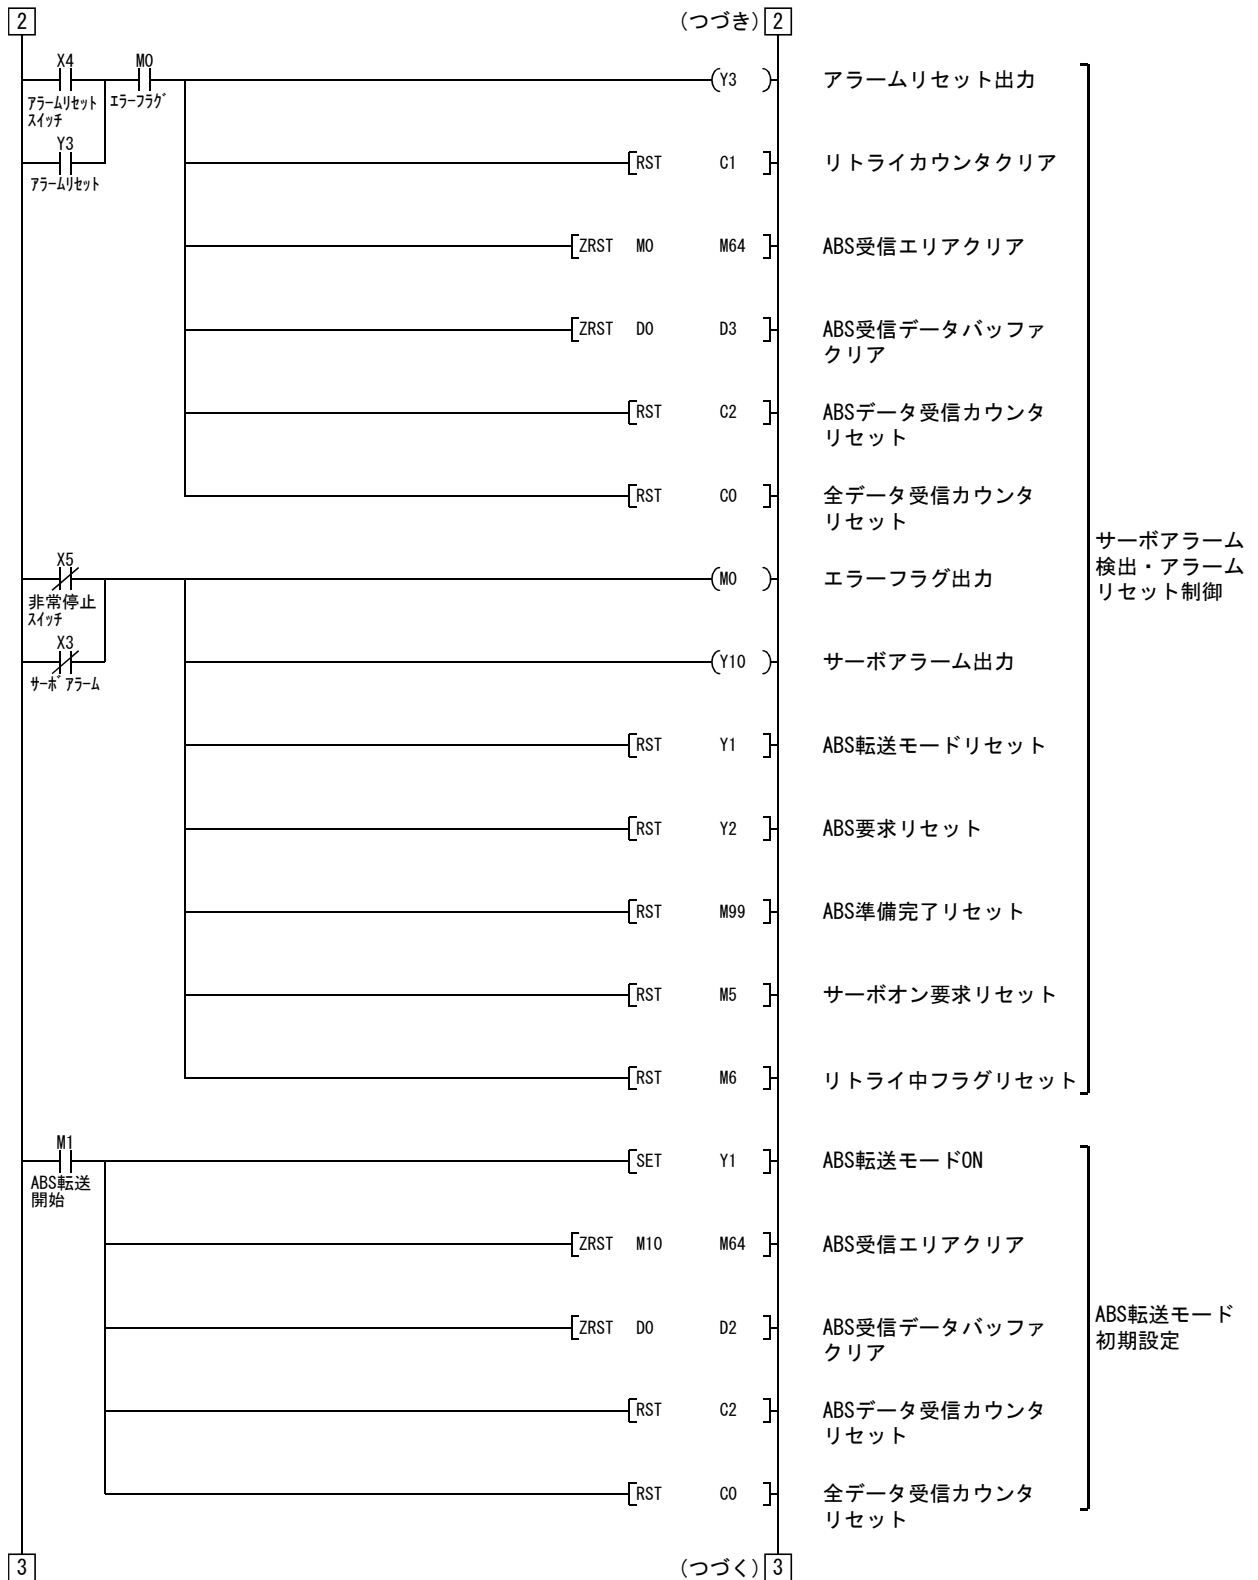 2 (つづき) 2
X4 M0
(Y3 ) アラームリセット出力
アラームリセット
スイッチ
エラーフラグ
Y3
アラームリセット
[RST C1 ] リトライカウンタクリア
[ZRST M0 M64 ] ABS受信エリアクリア
[ZRST D0 D3 ] ABS受信データバッファ
クリア
[RST C2 ] ABSデータ受信カウンタ
リセット
[RST C0 ] 全データ受信カウンタ
リセット
サーボアラーム
検出・アラーム
リセット制御
X5
(M0 ) エラーフラグ出力
非常停止
スイッチ
X3
サーボアラーム
(Y10 ) サーボアラーム出力
[RST Y1 ] ABS転送モードリセット
[RST Y2 ] ABS要求リセット
[RST M99 ] ABS準備完了リセット
[RST M5 ] サーボオン要求リセット
[RST M6 ] リトライ中フラグリセット
M1
[SET Y1 ] ABS転送モードON
ABS転送
開始
[ZRST M10 M64 ] ABS受信エリアクリア
[ZRST D0 D2 ] ABS受信データバッファ
クリア
ABS転送モード
初期設定
[RST C2 ] ABSデータ受信カウンタ
リセット
[RST C0 ] 全データ受信カウンタ
リセット
3 (つづく) 3